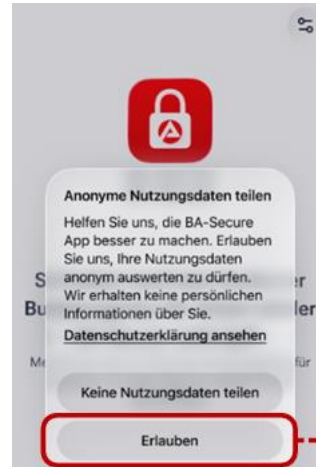 Anonyme Nutzungsdaten teilen
Helfen Sie uns, die BA-Secure
App besser zu machen. Erlauben
Sie uns, Ihre Nutzungsdaten
anonym auswerten zu dürfen.
Wir erhalten keine persönlichen
Informationen über Sie.
Datenschutzerklärung ansehen
für
Keine Nutzungsdaten teilen
Erlauben